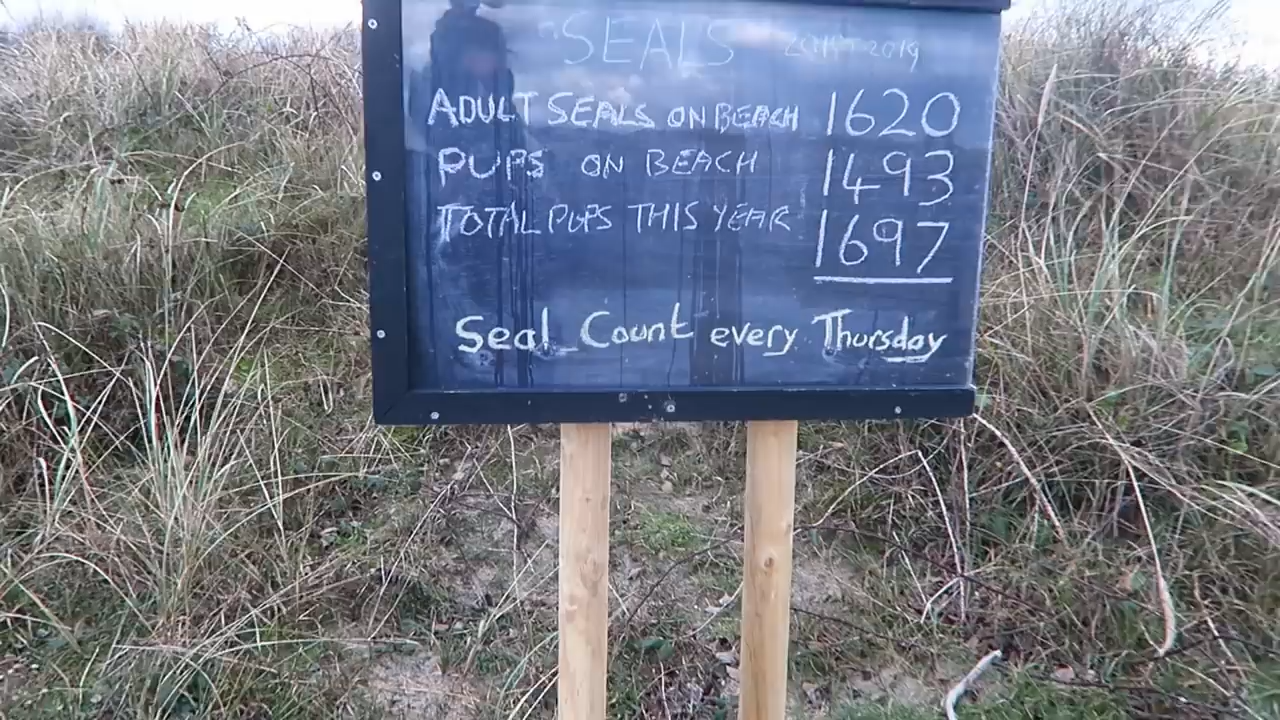 SEALS 2019
ADULT SEALS ON BEACH 1620
PUPS ON BEACH 1493
TOTAL PUPS THIS YEAR 1697
Seal Count every Thursday